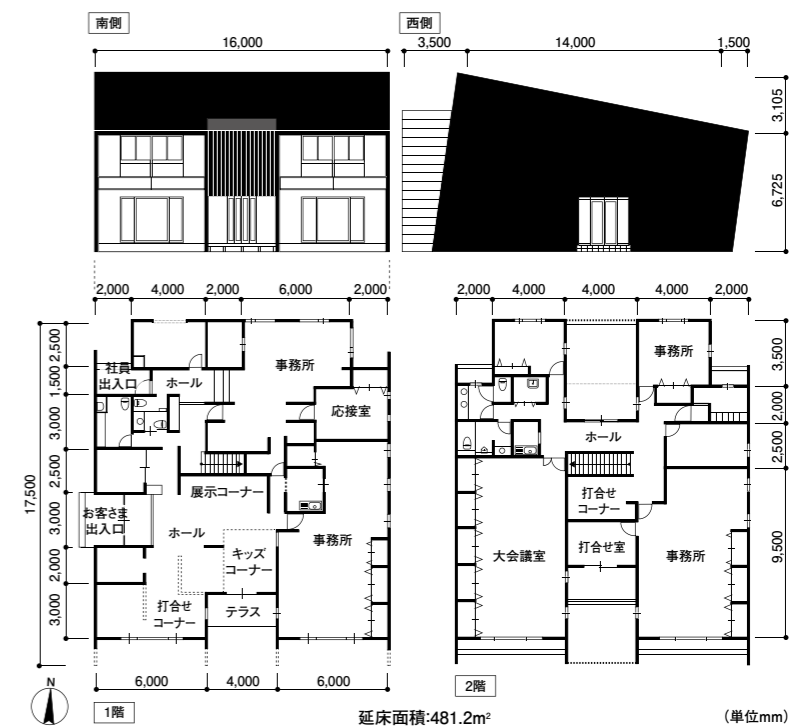 南側
16,000
西側
3,500
14,000
1,500
3,105
6,725
2,000
4,000
2,000
6,000
2,000
17,500
2,500
1,500
3,000
2,500
3,000
2,000
3,000
社員
出入口
ホール
事務所
応接室
展示コーナー
お客さま
出入口
ホール
キッズ
コーナー
事務所
打合せ
コーナー
テラス
6,000
4,000
6,000
N
1階
2,000
4,000
4,000
4,000
2,000
事務所
ホール
打合せ
コーナー
大会議室
打合せ室
事務所
3,500
2,000
2,500
9,500
2階
延床面積:481.2m²
(単位mm)